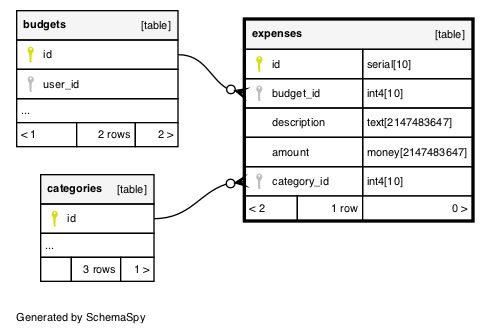 budgets [table]
id
user_id
...
< 1 2 rows 2 >
categories [table]
id
...
3 rows 1 >
expenses [table]
id serial[10]
budget_id int4[10]
description text[2147483647]
amount money[2147483647]
category_id int4[10]
< 2 1 row 0 >
Generated by SchemaSpy